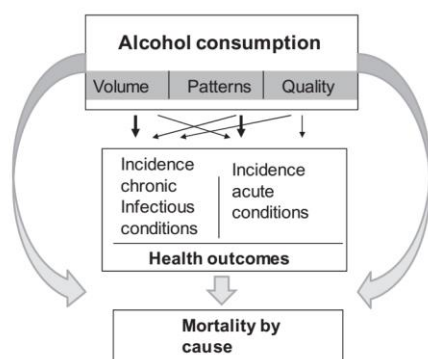 Alcohol consumption
Volume Patterns Quality
Incidence
chronic
Infectious
conditions
Incidence
acute
conditions
Health outcomes
Mortality by
cause